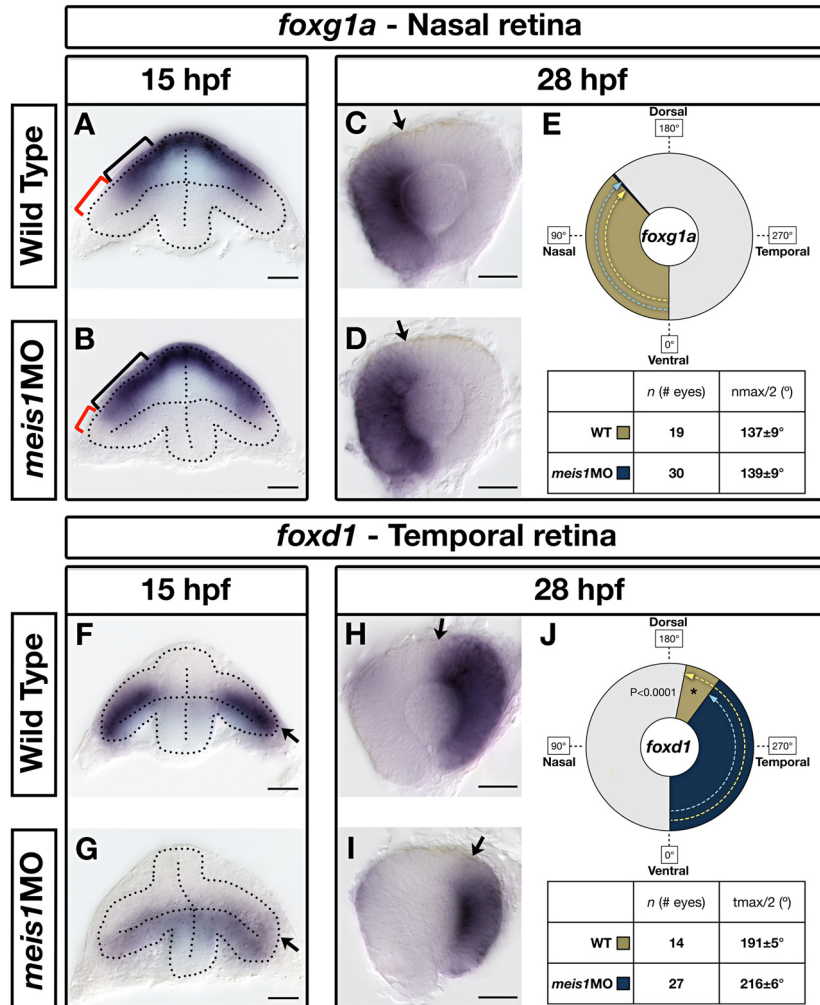 foxg1a - Nasal retina
15 hpf
28 hpf
Wild Type
A
C
E
Dorsal
180°
90°
Nasal
foxg1a
270°
Temporal
0°
Ventral
meis1MO
B
D
n (# eyes) nmax/2 (º)
WT 19 137±9°
meis1MO 30 139±9°
foxd1 - Temporal retina
15 hpf
28 hpf
Wild Type
F
H
J
Dorsal
180°
P<0.0001 *
90°
Nasal
foxd1
270°
Temporal
0°
Ventral
meis1MO
G
I
n (# eyes) tmax/2 (º)
WT 14 191±5°
meis1MO 27 216±6°